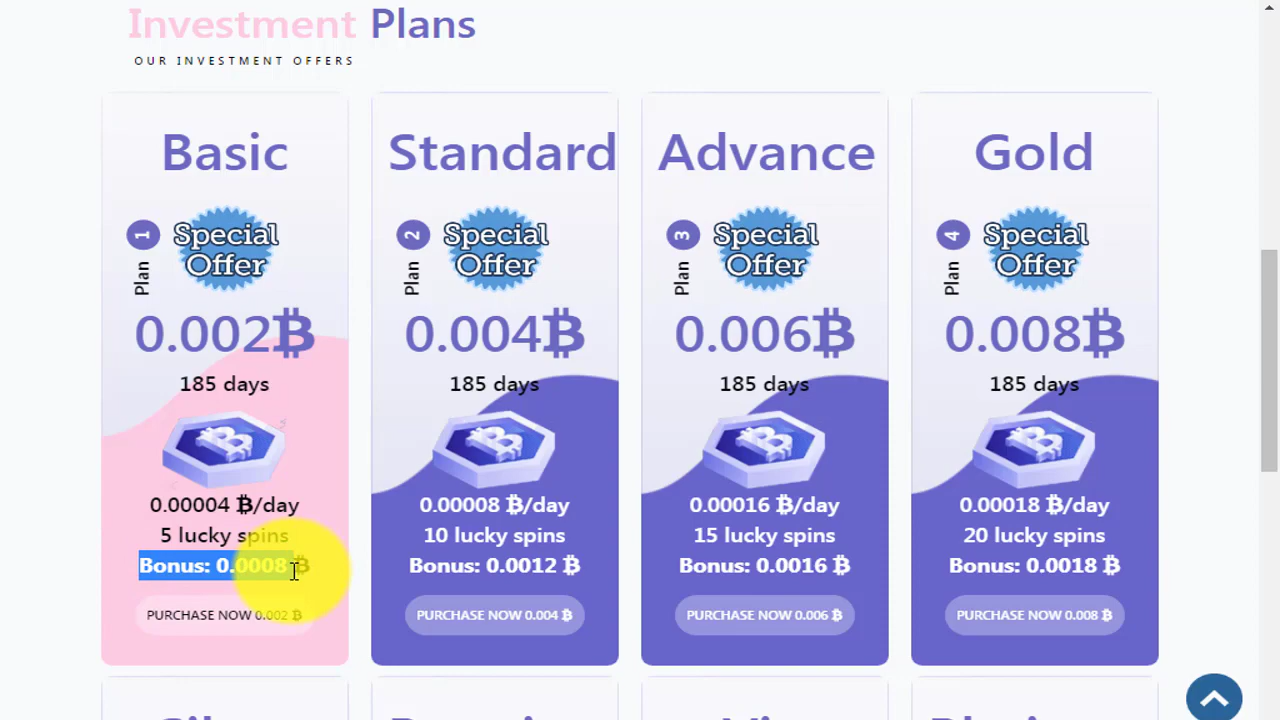 Investment Plans
OUR INVESTMENT OFFERS
Basic
Plan 1
Special
Offer
0.002₿
185 days
0.00004 ₿/day
5 lucky spins
Bonus: 0.0008 ₿
PURCHASE NOW 0.002 ₿
Standard
Plan 2
Special
Offer
0.004₿
185 days
0.00008 ₿/day
10 lucky spins
Bonus: 0.0012 ₿
PURCHASE NOW 0.004 ₿
Advance
Plan 3
Special
Offer
0.006₿
185 days
0.00016 ₿/day
15 lucky spins
Bonus: 0.0016 ₿
PURCHASE NOW 0.006 ₿
Gold
Plan 4
Special
Offer
0.008₿
185 days
0.00018 ₿/day
20 lucky spins
Bonus: 0.0018 ₿
PURCHASE NOW 0.008 ₿